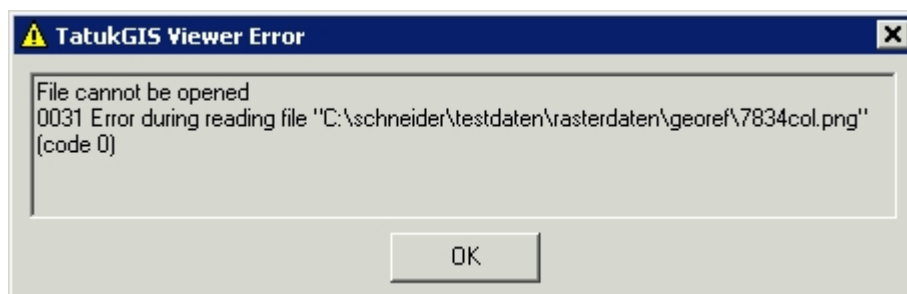 TatukGIS Viewer Error
File cannot be opened
0031 Error during reading file "C:\schneider\testdaten\rasterdaten\georef\7834col.png"
(code 0)
OK